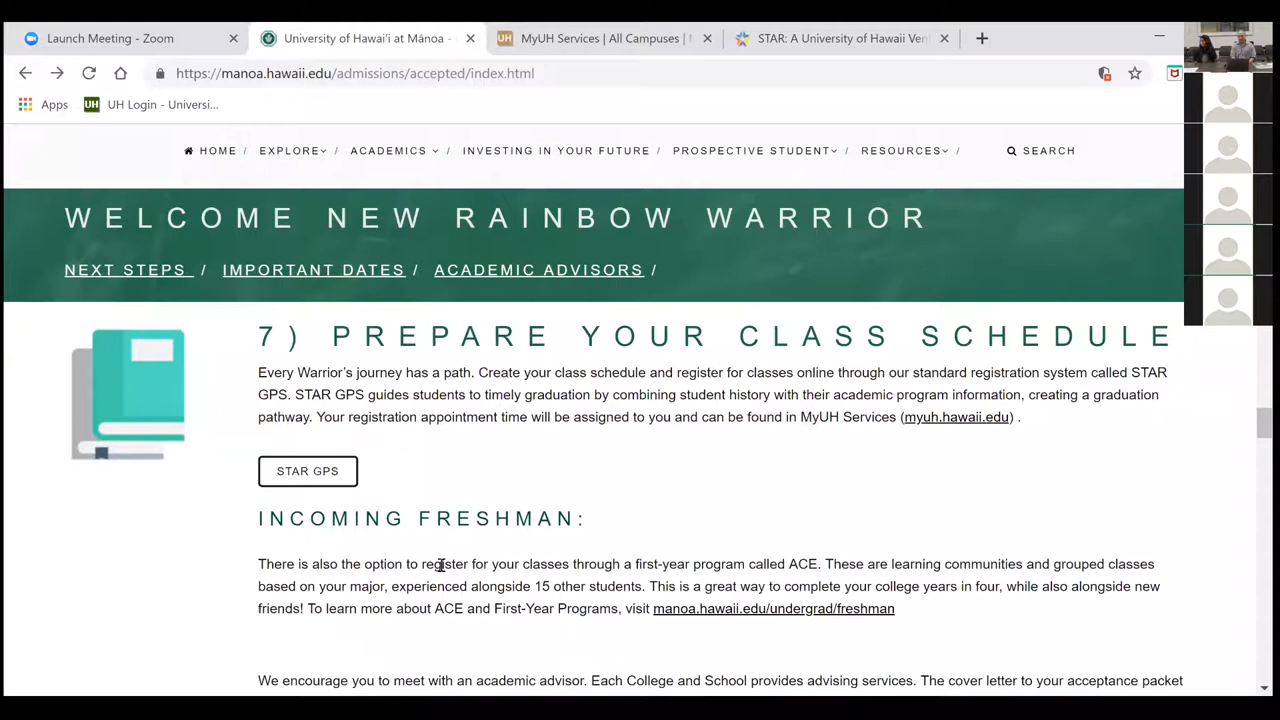 Launch Meeting - Zoom
University of Hawai'i at Mānoa -
MyUH Services | All Campuses |
STAR: A University of Hawaii Ven
https://manoa.hawaii.edu/admissions/accepted/index.html
Apps UH Login - Universi...
HOME / EXPLORE / ACADEMICS / INVESTING IN YOUR FUTURE / PROSPECTIVE STUDENT / RESOURCES / SEARCH
WELCOME NEW RAINBOW WARRIOR
NEXT STEPS / IMPORTANT DATES / ACADEMIC ADVISORS /
7) PREPARE YOUR CLASS SCHEDULE
Every Warrior's journey has a path. Create your class schedule and register for classes online through our standard registration system called STAR
GPS. STAR GPS guides students to timely graduation by combining student history with their academic program information, creating a graduation
pathway. Your registration appointment time will be assigned to you and can be found in MyUH Services (myuh.hawaii.edu) .
STAR GPS
INCOMING FRESHMAN:
There is also the option to register for your classes through a first-year program called ACE. These are learning communities and grouped classes
based on your major, experienced alongside 15 other students. This is a great way to complete your college years in four, while also alongside new
friends! To learn more about ACE and First-Year Programs, visit manoa.hawaii.edu/undergrad/freshman
We encourage you to meet with an academic advisor. Each College and School provides advising services. The cover letter to your acceptance packet